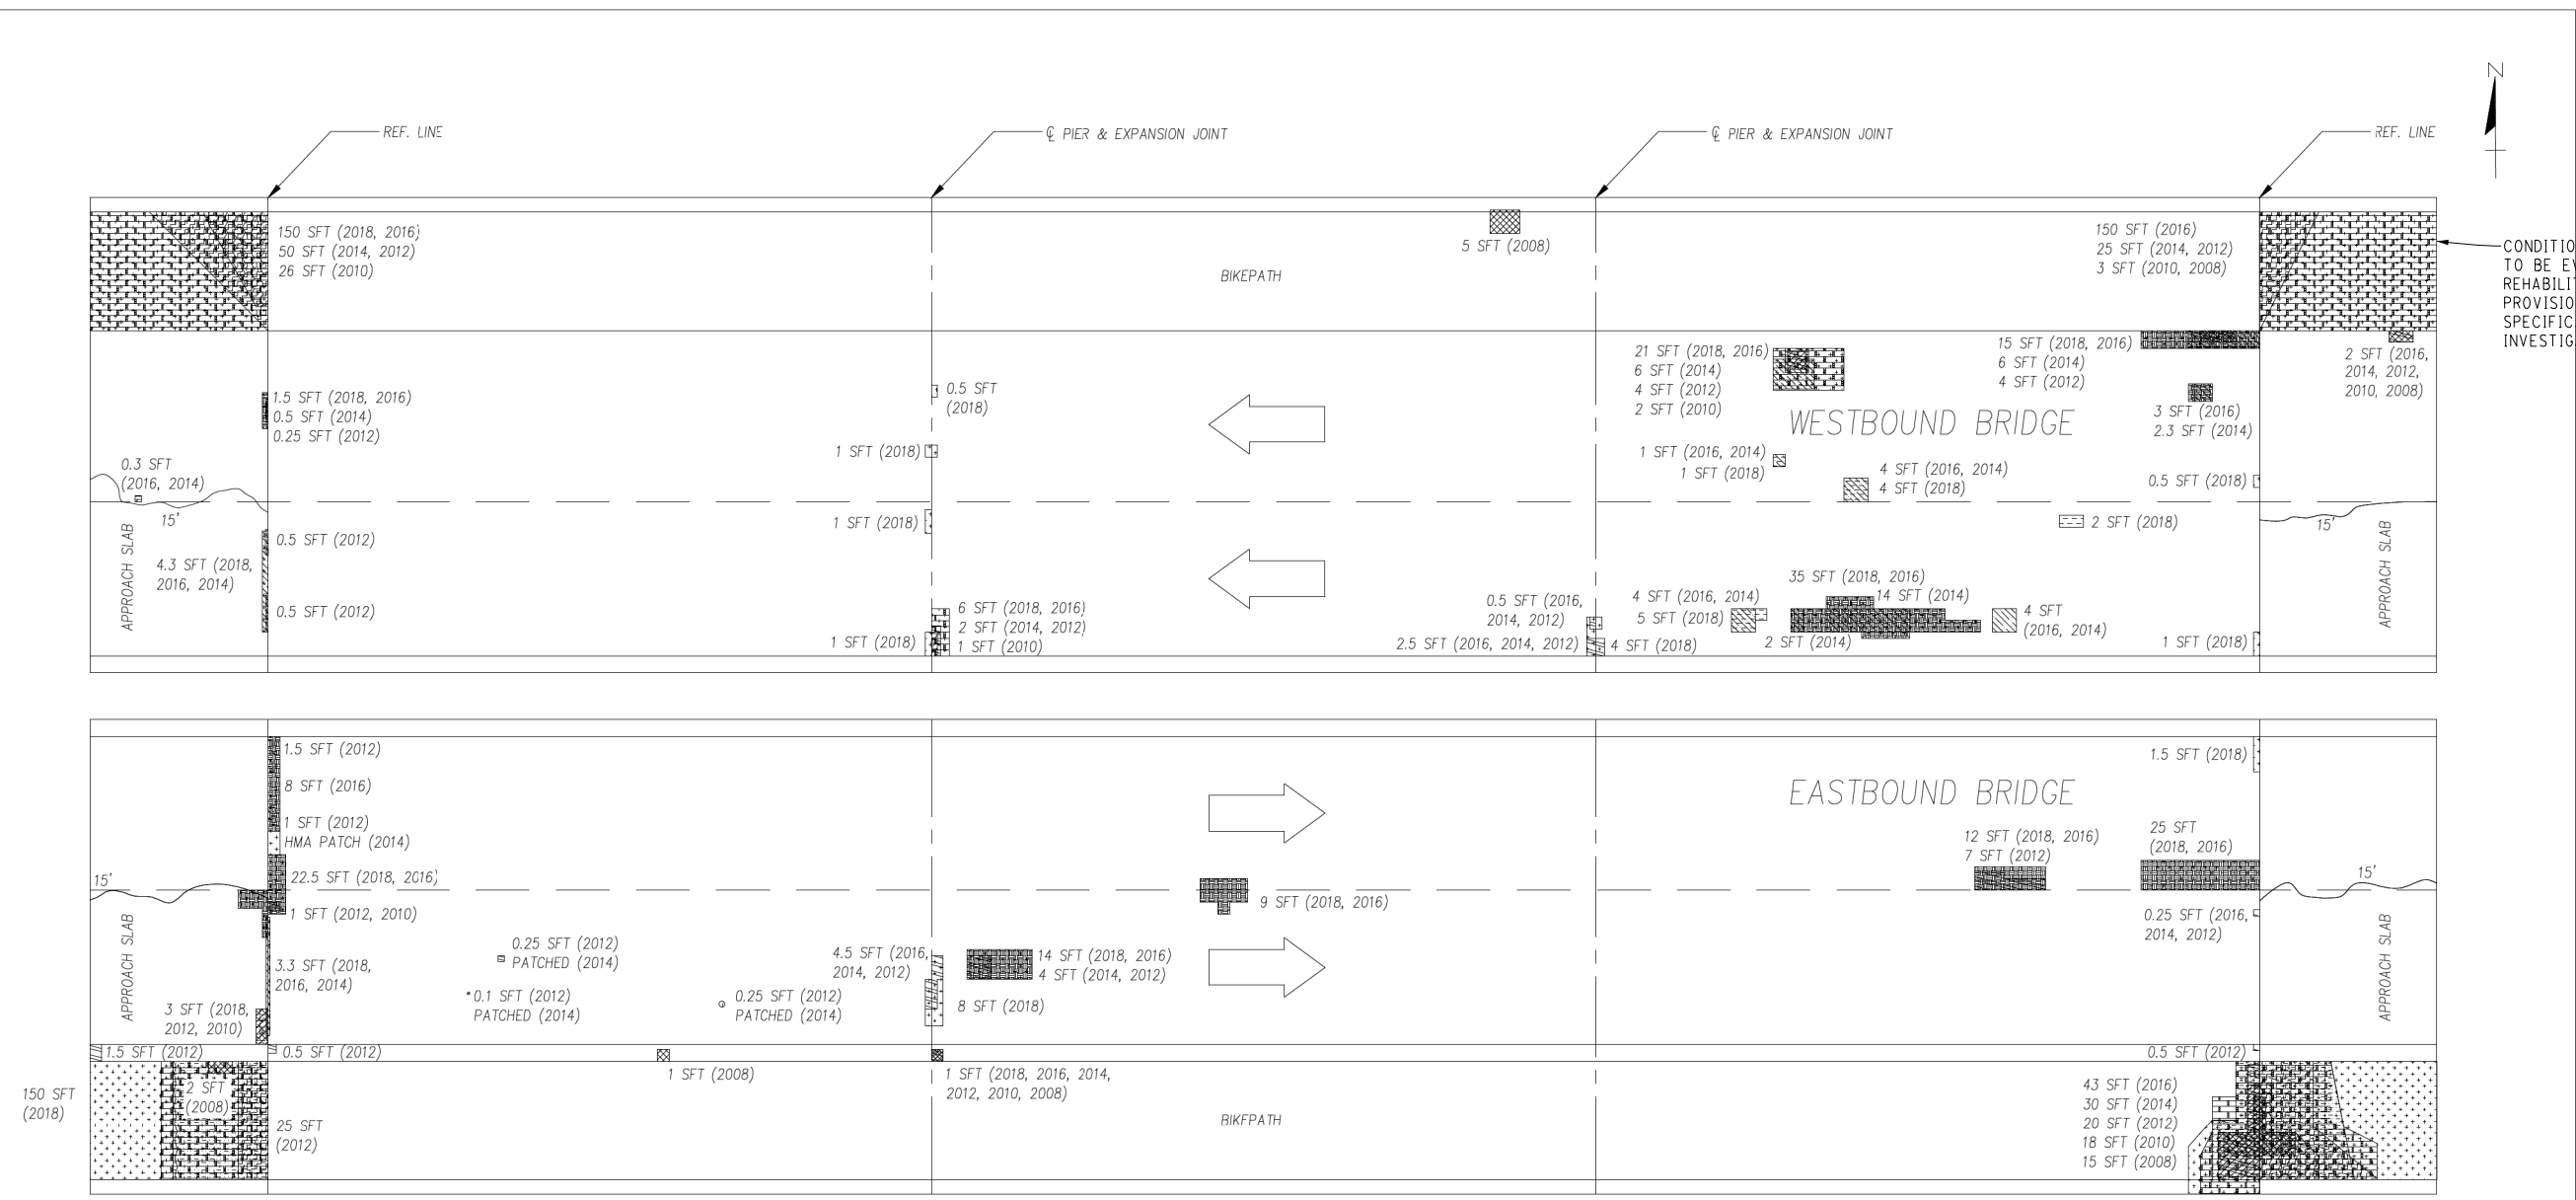 N
REF. LINE
℄ PIER & EXPANSION JOINT
℄ PIER & EXPANSION JOINT
REF. LINE
150 SFT (2018, 2016)
50 SFT (2014, 2012)
26 SFT (2010)
5 SFT (2008)
BIKEPATH
150 SFT (2016)
25 SFT (2014, 2012)
3 SFT (2010, 2008)
CONDITIO
TO BE EV
REHABILIT
PROVISIO
SPECIFIC
INVESTIG
1.5 SFT (2018, 2016)
0.5 SFT (2014)
0.25 SFT (2012)
0.5 SFT
(2018)
1 SFT (2018)
21 SFT (2018, 2016)
6 SFT (2014)
4 SFT (2012)
2 SFT (2010)
15 SFT (2018, 2016)
6 SFT (2014)
4 SFT (2012)
2 SFT (2016,
2014, 2012,
2010, 2008)
3 SFT (2016)
2.3 SFT (2014)
WESTBOUND BRIDGE
1 SFT (2016, 2014)
1 SFT (2018)
4 SFT (2016, 2014)
4 SFT (2018)
0.5 SFT (2018)
0.3 SFT
(2016, 2014)
15'
APPROACH SLAB
0.5 SFT (2012)
4.3 SFT (2018,
2016, 2014)
0.5 SFT (2012)
1 SFT (2018)
2 SFT (2018)
15'
APPROACH SLAB
6 SFT (2018, 2016)
2 SFT (2014, 2012)
1 SFT (2010)
1 SFT (2018)
0.5 SFT (2016,
2014, 2012)
2.5 SFT (2016, 2014, 2012)
4 SFT (2018)
4 SFT (2016, 2014)
5 SFT (2018)
35 SFT (2018, 2016)
14 SFT (2014)
2 SFT (2014)
4 SFT
(2016, 2014)
1 SFT (2018)
1.5 SFT (2012)
8 SFT (2016)
1 SFT (2012)
HMA PATCH (2014)
22.5 SFT (2018, 2016)
1 SFT (2012, 2010)
15'
APPROACH SLAB
3.3 SFT (2018,
2016, 2014)
3 SFT (2018,
2012, 2010)
1.5 SFT (2012)
0.5 SFT (2012)
0.25 SFT (2012)
PATCHED (2014)
0.1 SFT (2012)
PATCHED (2014)
0.25 SFT (2012)
PATCHED (2014)
4.5 SFT (2016,
2014, 2012)
14 SFT (2018, 2016)
4 SFT (2014, 2012)
8 SFT (2018)
9 SFT (2018, 2016)
EASTBOUND BRIDGE
1.5 SFT (2018)
12 SFT (2018, 2016)
7 SFT (2012)
25 SFT
(2018, 2016)
15'
0.25 SFT (2016,
2014, 2012)
APPROACH SLAB
0.5 SFT (2012)
150 SFT
(2018)
2 SFT
(2008)
25 SFT
(2012)
1 SFT (2008)
1 SFT (2018, 2016, 2014,
2012, 2010, 2008)
BIKEPATH
43 SFT (2016)
30 SFT (2014)
20 SFT (2012)
18 SFT (2010)
15 SFT (2008)